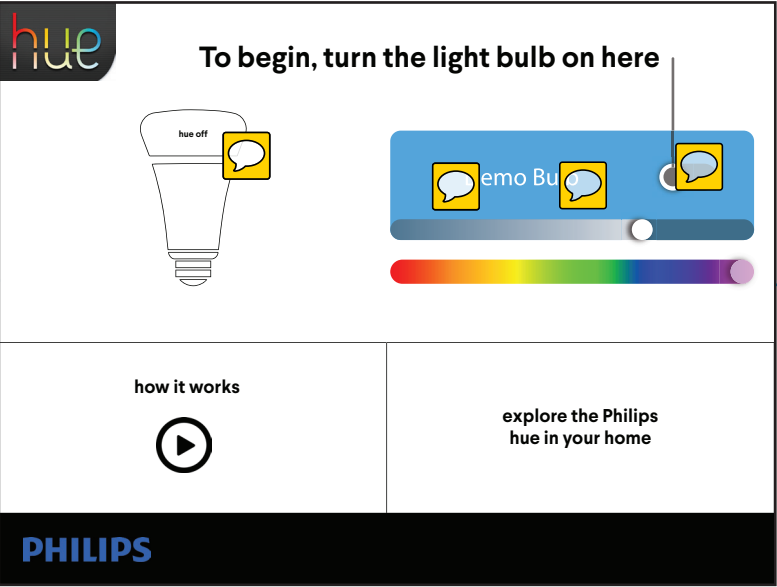 hue
To begin, turn the light bulb on here
hue off
emo Bu
how it works
explore the Philips
hue in your home
PHILIPS